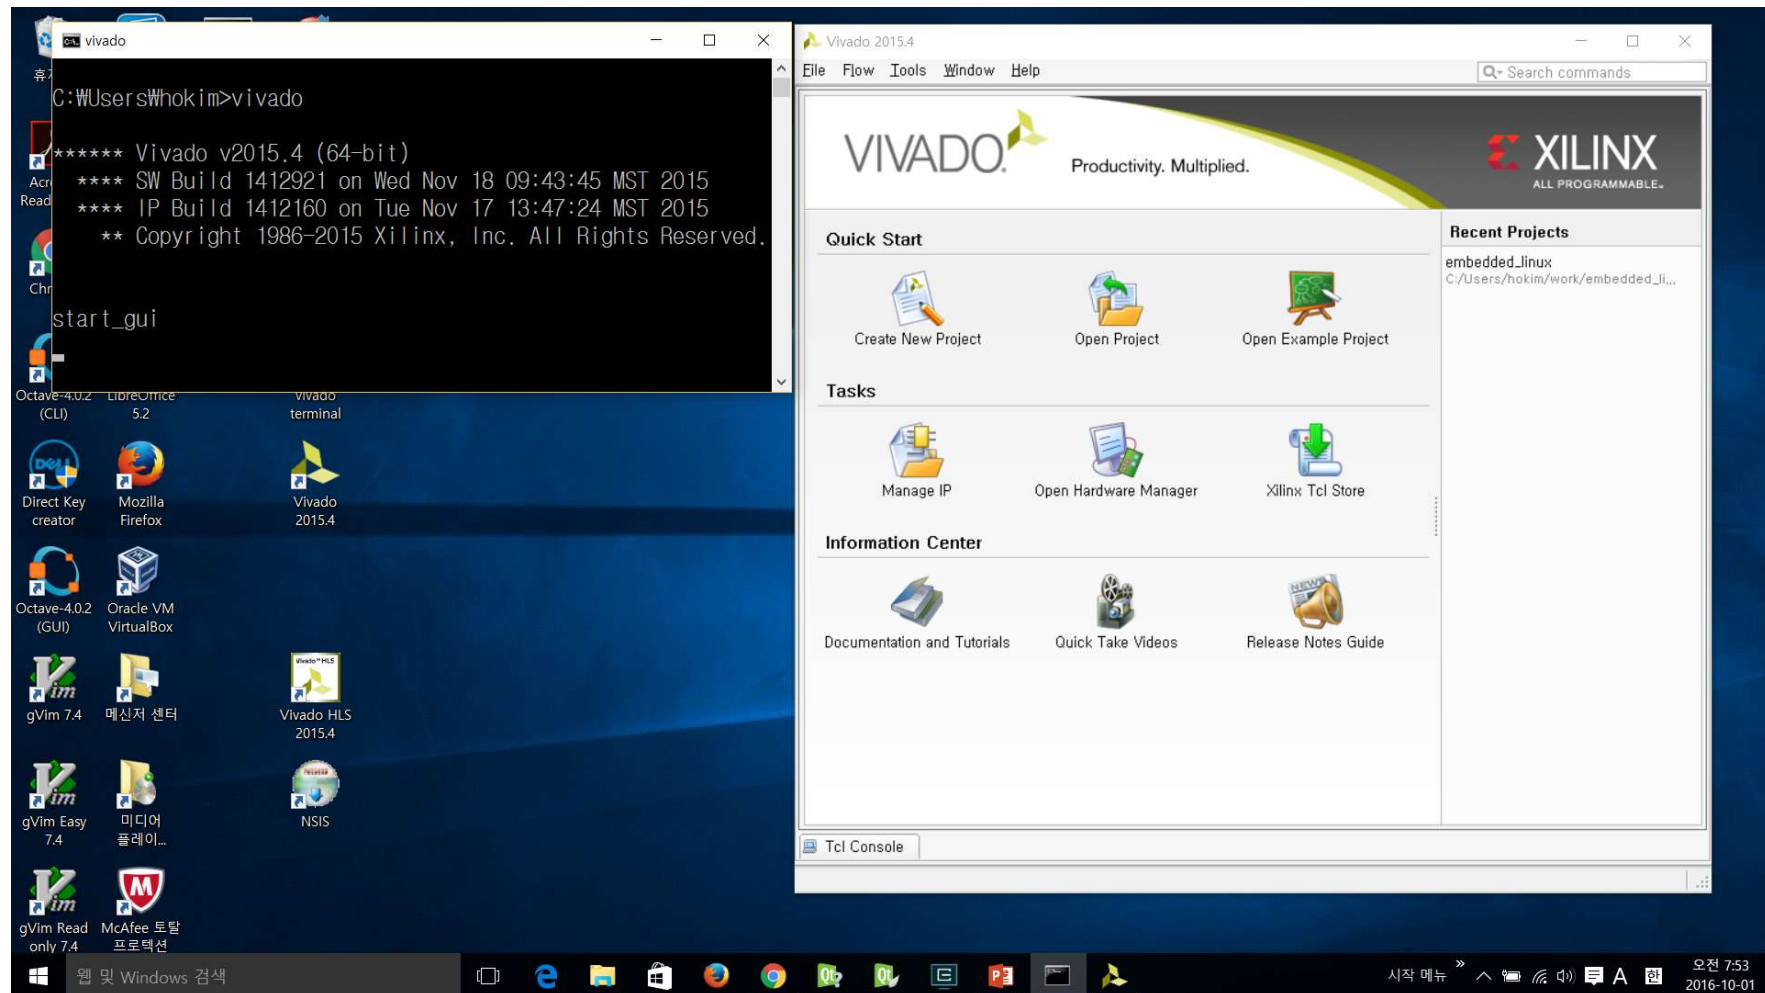 vivado
C:₩Users₩hokim>vivado
****** Vivado v2015.4 (64-bit)
**** SW Build 1412921 on Wed Nov 18 09:43:45 MST 2015
**** IP Build 1412160 on Tue Nov 17 13:47:24 MST 2015
** Copyright 1986-2015 Xilinx, Inc. All Rights Reserved.
start_gui
Vivado 2015.4
File Flow Tools Window Help
Search commands
VIVADO.
Productivity. Multiplied.
XILINX
ALL PROGRAMMABLE.
Quick Start
Create New Project
Open Project
Open Example Project
Tasks
Manage IP
Open Hardware Manager
Xilinx Tcl Store
Information Center
Documentation and Tutorials
Quick Take Videos
NEWS
Release Notes Guide
Recent Projects
embedded_linux
C:/Users/hokim/work/embedded_li...
Tcl Console
Octave-4.0.2
(CLI)
LibreOffice
5.2
vivado
terminal
DELL
Direct Key
creator
Mozilla
Firefox
Vivado
2015.4
Octave-4.0.2
(GUI)
Oracle VM
VirtualBox
gVim 7.4
메신저 센터
Vivado HLS
Vivado HLS
2015.4
gVim Easy
7.4
미디어
플레이...
NSIS
gVim Read
only 7.4
McAfee 토탈
프로텍션
웹 및 Windows 검색
시작 메뉴
A
한
오전 7:53
2016-10-01